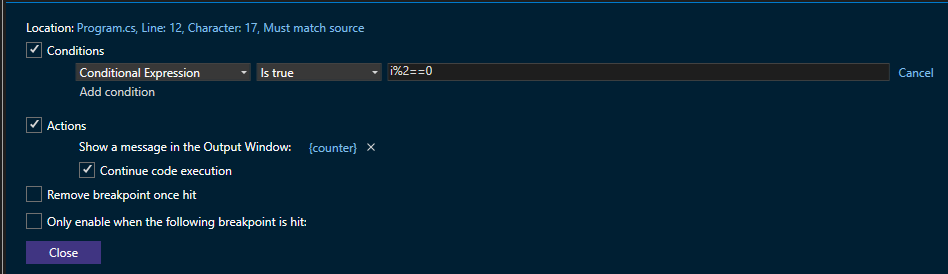 Location: Program.cs, Line: 12, Character: 17, Must match source
Conditions
Conditional Expression Is true i%2==0 Cancel
Add condition
Actions
Show a message in the Output Window: {counter}
Continue code execution
Remove breakpoint once hit
Only enable when the following breakpoint is hit:
Close